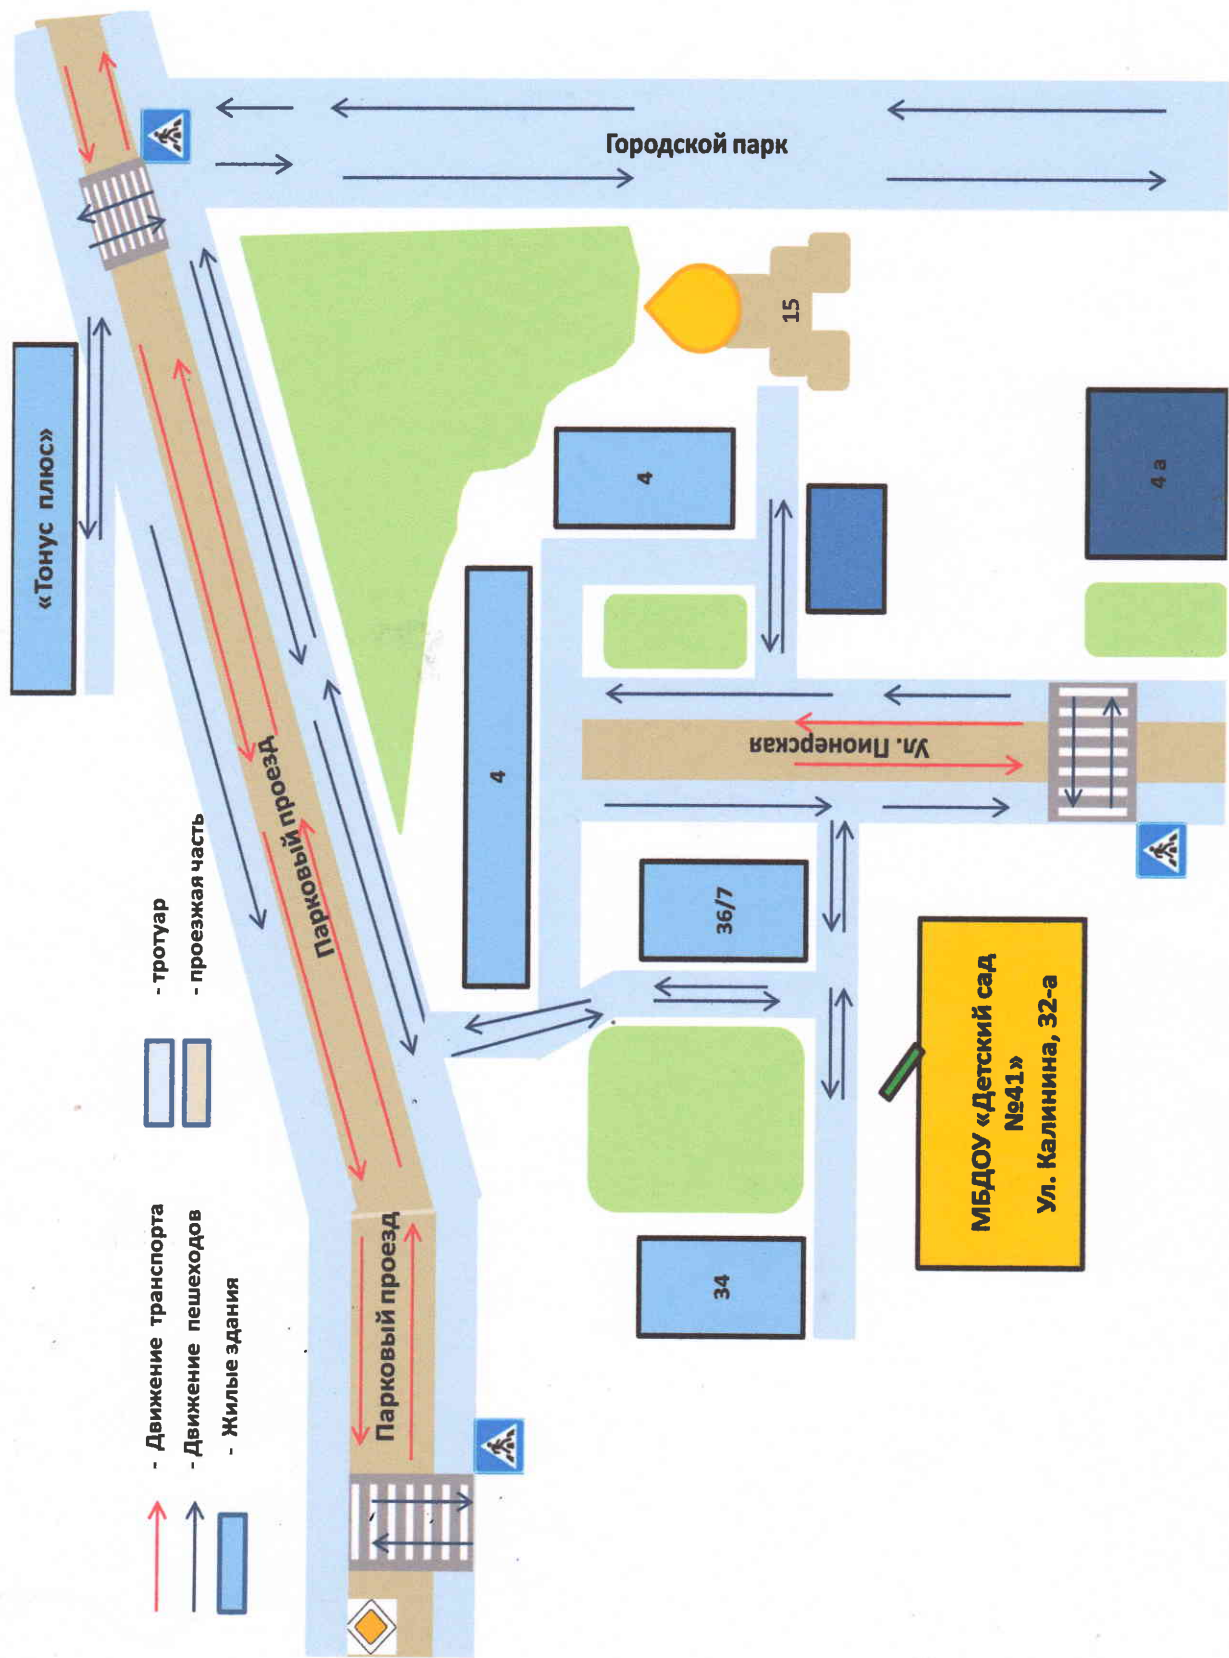 - Движение транспорта
- Движение пешеходов
- Жилые здания
- тротуар
- проезжая часть
«Тонус плюс»
Парковый проезд
Парковый проезд
Городской парк
4
4
15
4 а
36/7
34
Ул. Пионерская
МБДОУ «Детский сад
№41»
Ул. Калинина, 32-а